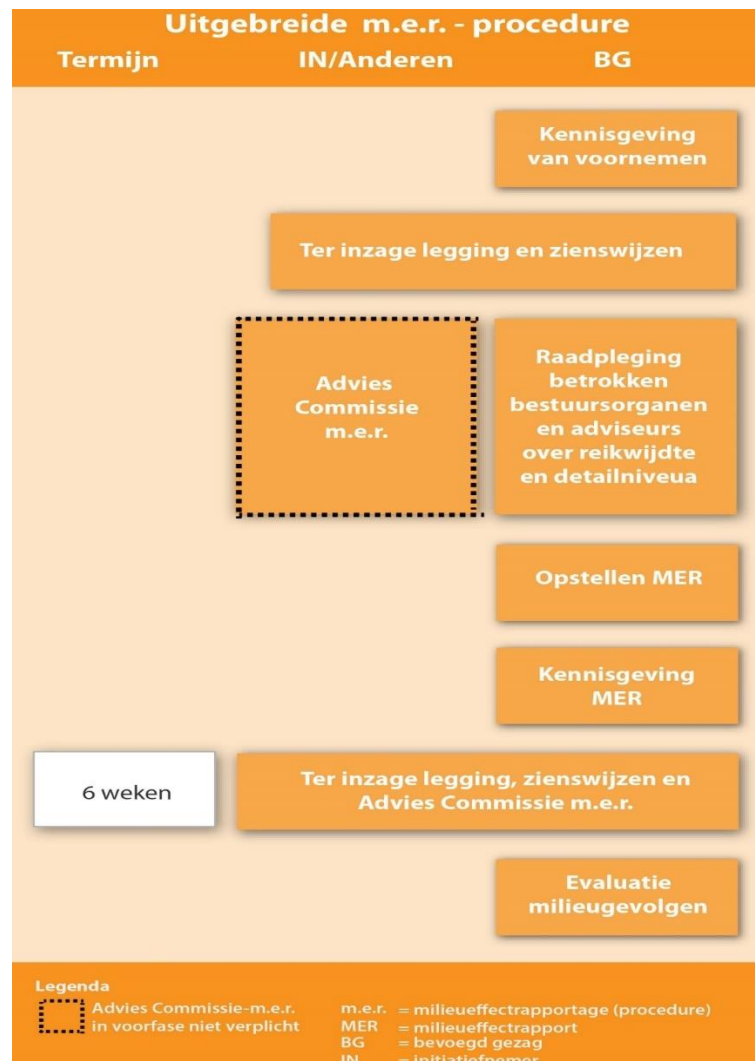 Uitgebreide m.e.r. - procedure
Termijn IN/Anderen BG
Kennisgeving
van voornemen
Ter inzage legging en zienswijzen
Advies
Commissie
m.e.r.
Raadpleging
betrokken
bestuursorganen
en adviseurs
over reikwijdte
en detailniveua
Opstellen MER
Kennisgeving
MER
6 weken
Ter inzage legging, zienswijzen en
Advies Commissie m.e.r.
Evaluatie
milieugevolgen
Legenda
Advies Commissie-m.e.r.
in voorfase niet verplicht
m.e.r. = milieueffectrapportage (procedure)
MER = milieueffectrapport
BG = bevoegd gezag
IN = initiatiefnemer